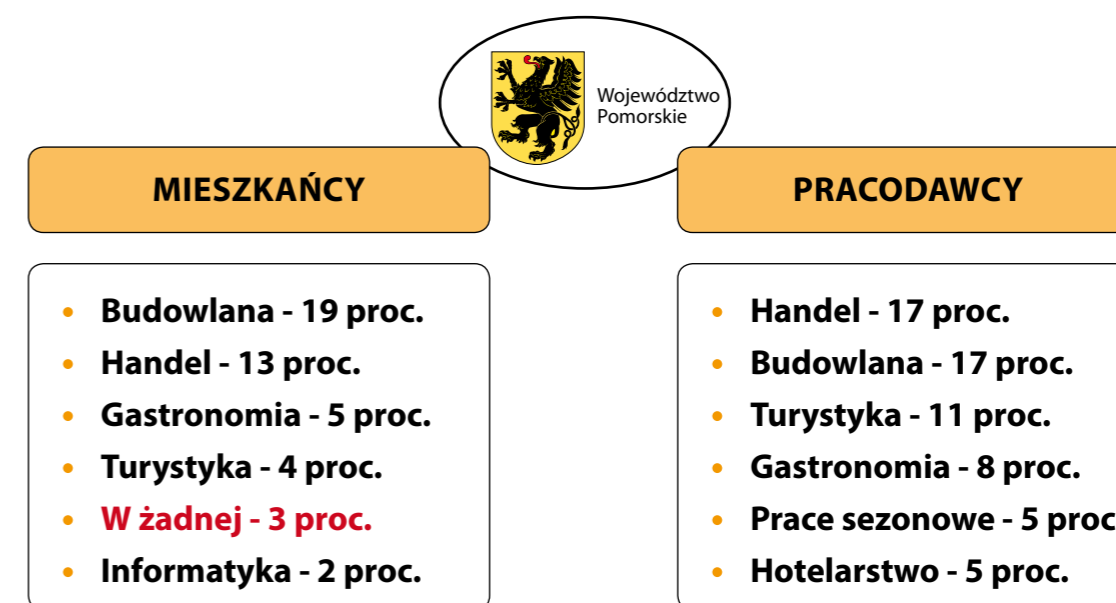 Województwo
Pomorskie
MIESZKAŃCY
• Budowlana - 19 proc.
• Handel - 13 proc.
• Gastronomia - 5 proc.
• Turystyka - 4 proc.
• W żadnej - 3 proc.
• Informatyka - 2 proc.
PRACODAWCY
• Handel - 17 proc.
• Budowlana - 17 proc.
• Turystyka - 11 proc.
• Gastronomia - 8 proc.
• Prace sezonowe - 5 proc
• Hotelarstwo - 5 proc.